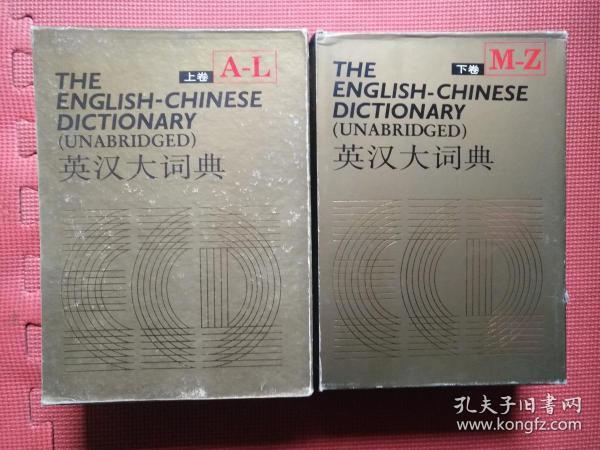 上卷 A-L
THE
ENGLISH-CHINESE
DICTIONARY
(UNABRIDGED)
英汉大词典
下卷 M-Z
THE
ENGLISH-CHINESE
DICTIONARY
(UNABRIDGED)
英汉大词典
孔夫子旧书网
www.kongfz.com